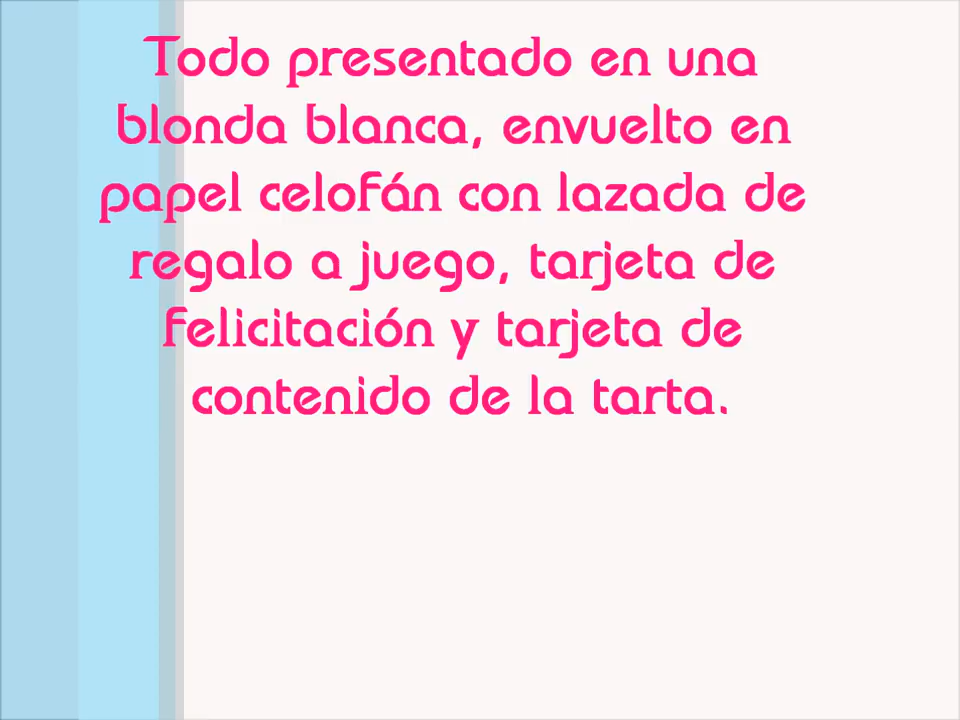 Todo presentado en una
blonda blanca, envuelto en
papel celofán con lazada de
regalo a juego, tarjeta de
felicitación y tarjeta de
contenido de la tarta.